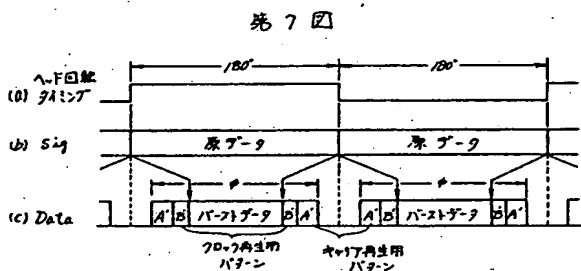 第7図
180° 180°
ヘッド回転
(a) タイミング
(b) Sig 原データ 原データ
φ φ
(c) Data A' B' バーストデータ B' A' A' B' バーストデータ B' A'
クロック再生用 キャリア再生用
パターン パターン